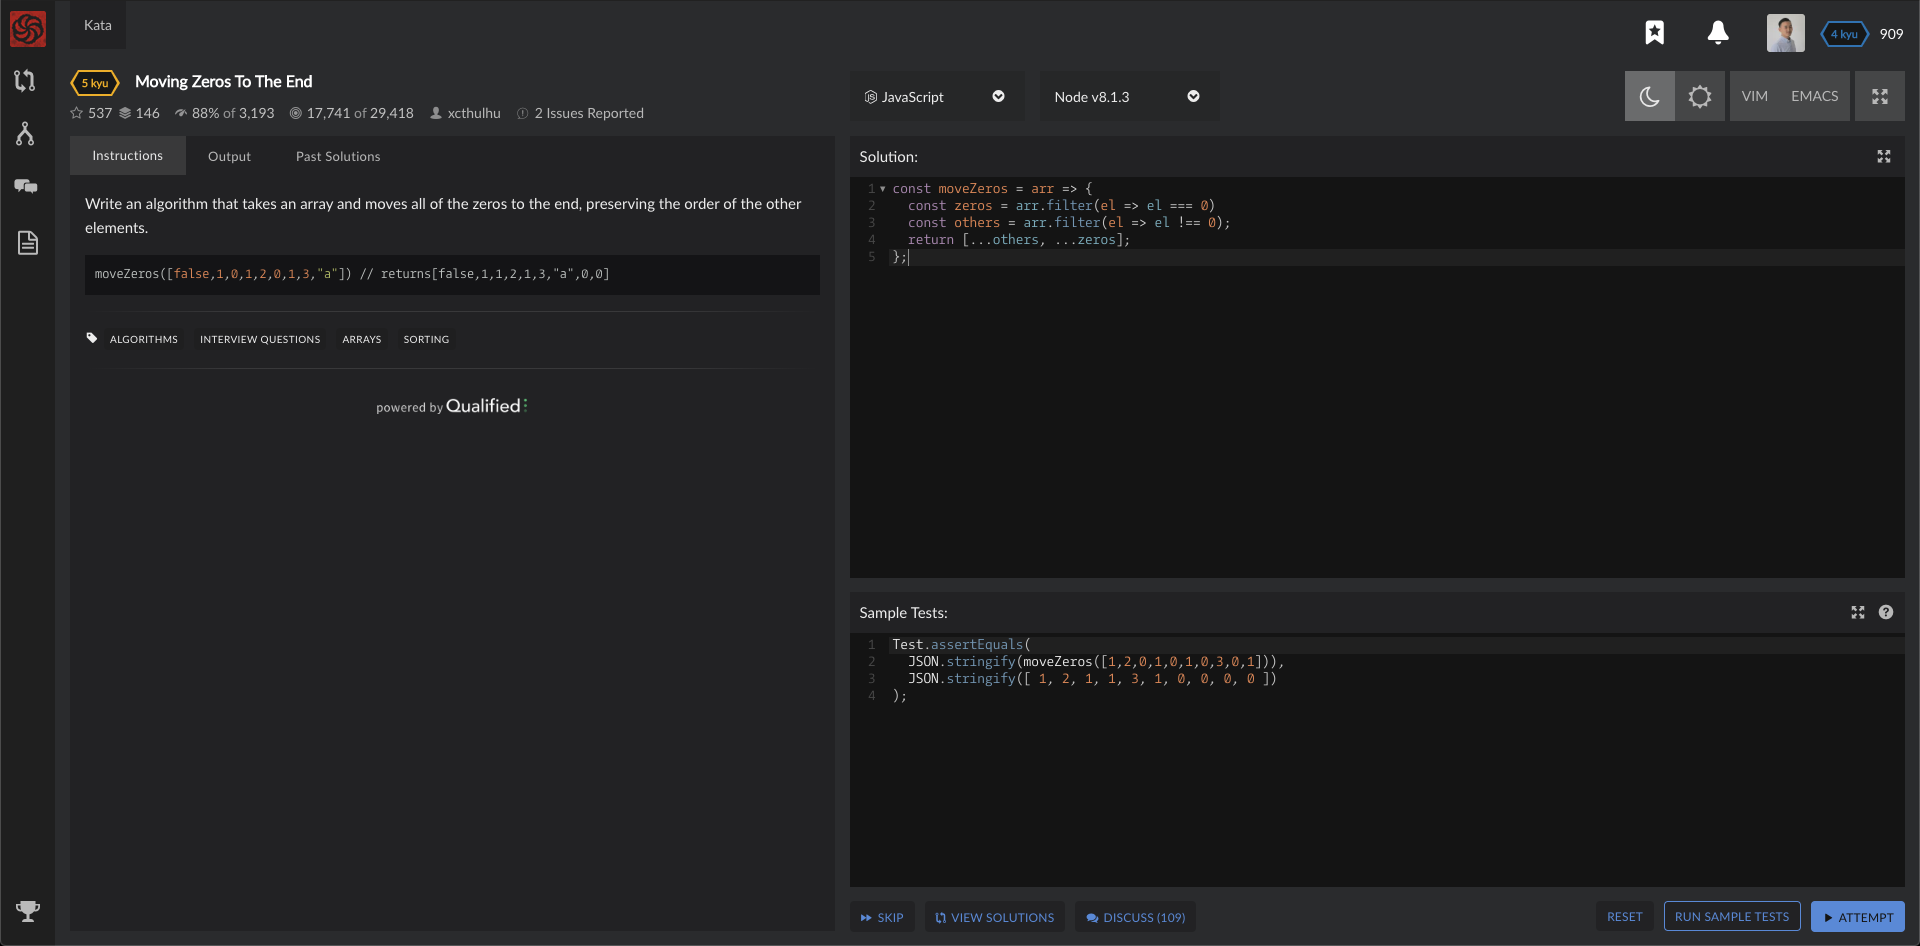 Kata
4 kyu 909
5 kyu Moving Zeros To The End
537 146 88% of 3,193 17,741 of 29,418 xcthulhu 2 Issues Reported
JavaScript Node v8.1.3 VIM EMACS
Instructions Output Past Solutions
Write an algorithm that takes an array and moves all of the zeros to the end, preserving the order of the other
elements.
moveZeros([false,1,0,1,2,0,1,3,"a"]) // returns[false,1,1,2,1,3,"a",0,0]
ALGORITHMS INTERVIEW QUESTIONS ARRAYS SORTING
powered by Qualified
Solution:
1 const moveZeros = arr => {
2 const zeros = arr.filter(el => el === 0)
3 const others = arr.filter(el => el !== 0);
4 return [...others, ...zeros];
5 };
Sample Tests:
1 Test.assertEquals(
2 JSON.stringify(moveZeros([1,2,0,1,0,1,0,3,0,1])),
3 JSON.stringify([ 1, 2, 1, 1, 3, 1, 0, 0, 0, 0 ])
4 );
SKIP VIEW SOLUTIONS DISCUSS (109) RESET RUN SAMPLE TESTS ATTEMPT